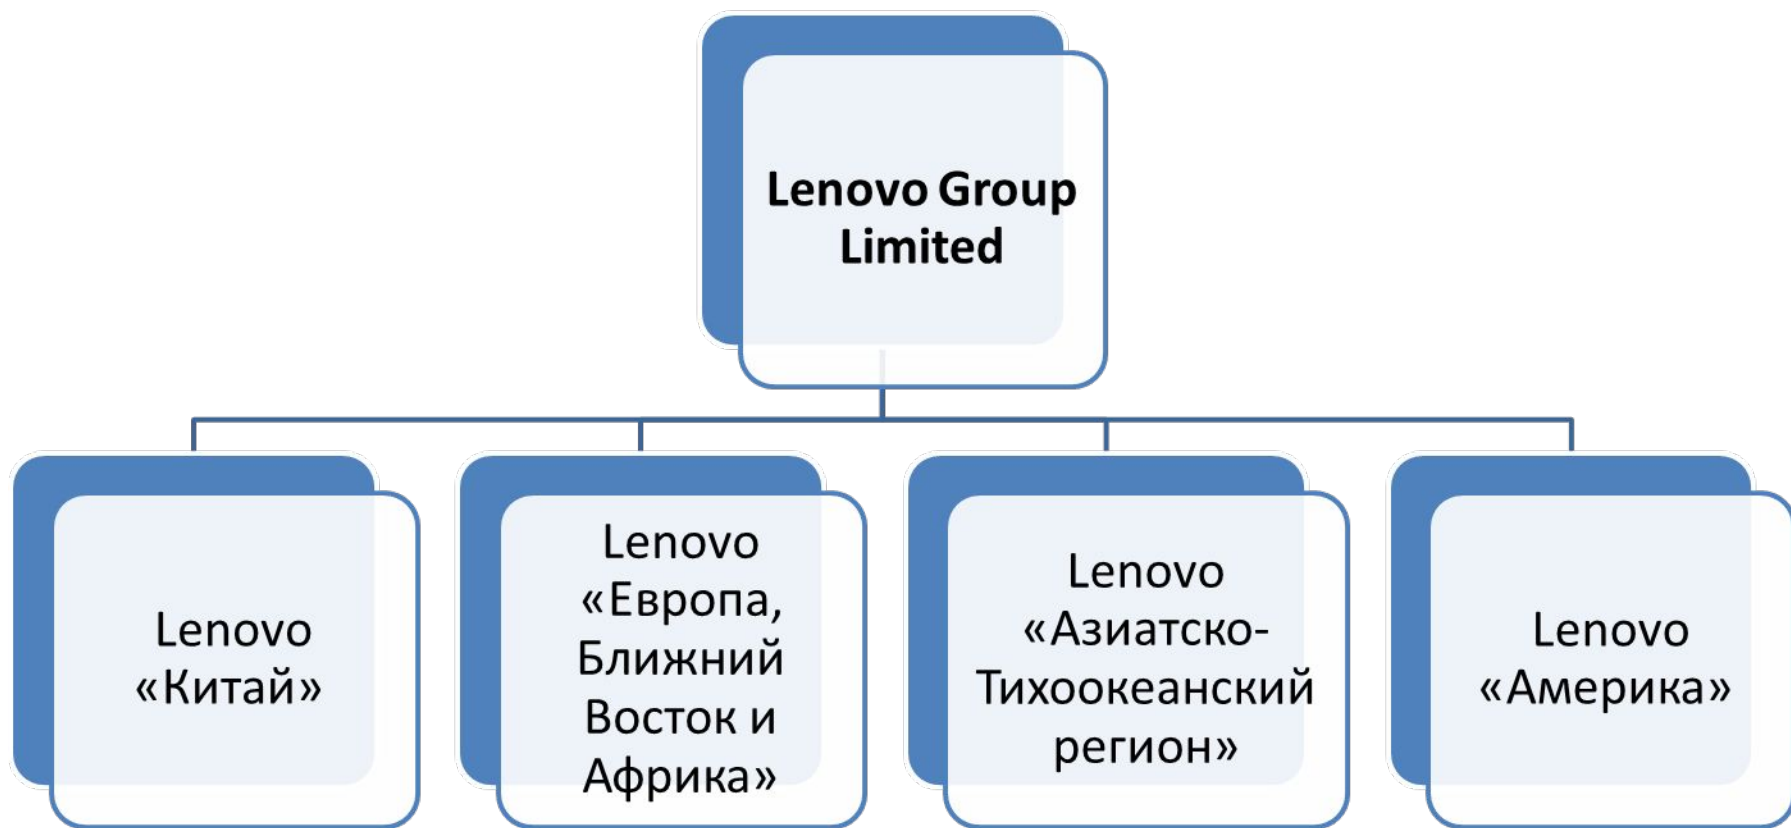 Lenovo Group
Limited
Lenovo
«Китай»
Lenovo
«Европа,
Ближний
Восток и
Африка»
Lenovo
«Азиатско-
Тихоокеанский
регион»
Lenovo
«Америка»